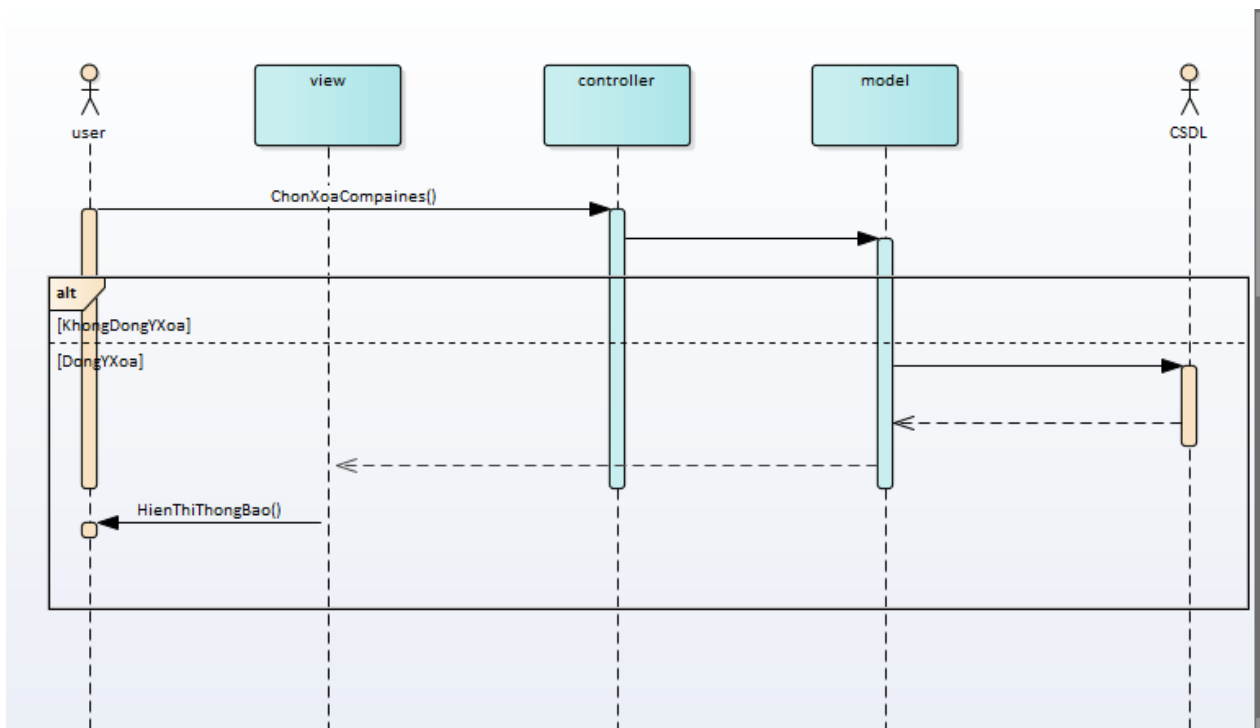 user
view
controller
model
CSDL
ChonXoaCompaines()
alt
[KhongDongYXoa]
[DongYXoa]
HienThiThongBao()